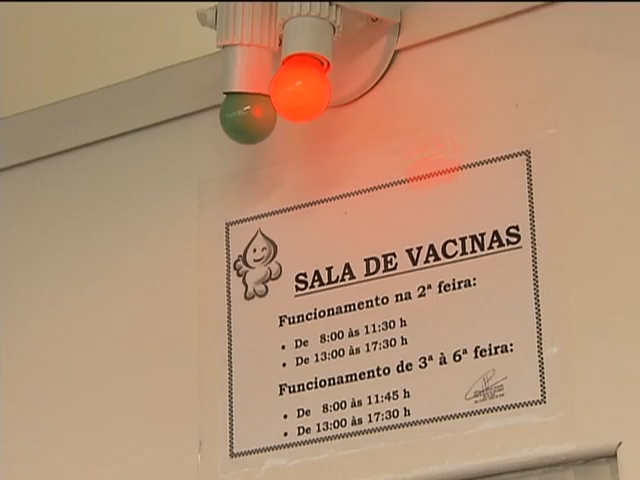 SALA DE VACINAS
Funcionamento na 2ª feira:
• De 8:00 às 11:30 h
• De 13:00 às 17:30 h
Funcionamento de 3ª à 6ª feira:
• De 8:00 às 11:45 h
• De 13:00 às 17:30 h